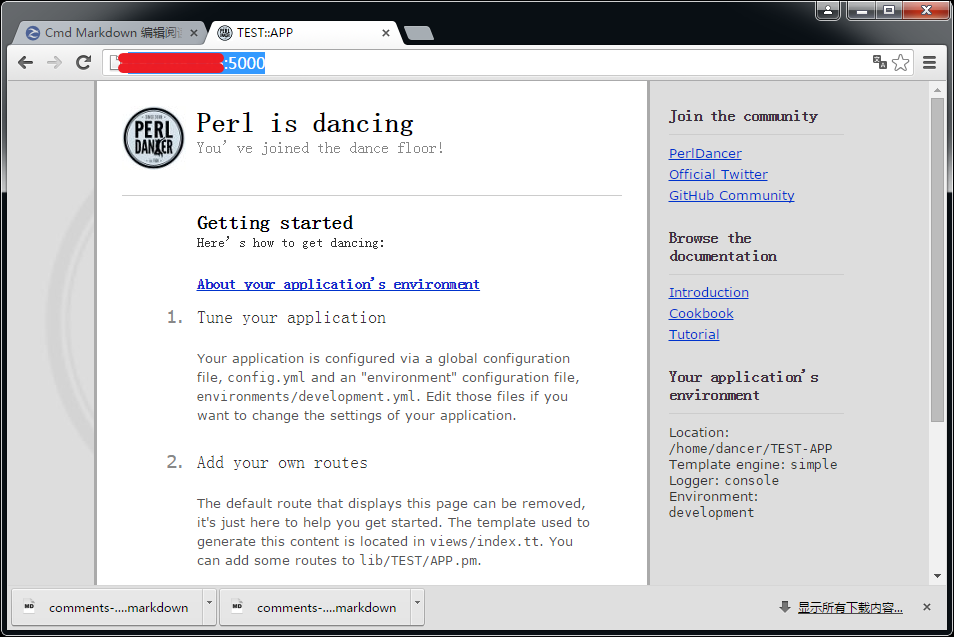 Cmd Markdown 编辑阅
TEST::APP
:5000
PERL
DANCER
Perl is dancing
You've joined the dance floor!
Getting started
Here's how to get dancing:
About your application's environment
1. Tune your application
Your application is configured via a global configuration
file, config.yml and an "environment" configuration file,
environments/development.yml. Edit those files if you
want to change the settings of your application.
2. Add your own routes
The default route that displays this page can be removed,
it's just here to help you get started. The template used to
generate this content is located in views/index.tt. You
can add some routes to lib/TEST/APP.pm.
Join the community
PerlDancer
Official Twitter
GitHub Community
Browse the
documentation
Introduction
Cookbook
Tutorial
Your application's
environment
Location:
/home/dancer/TEST-APP
Template engine: simple
Logger: console
Environment:
development
MD
comments-....markdown
MD
comments-....markdown
显示所有下载内容...